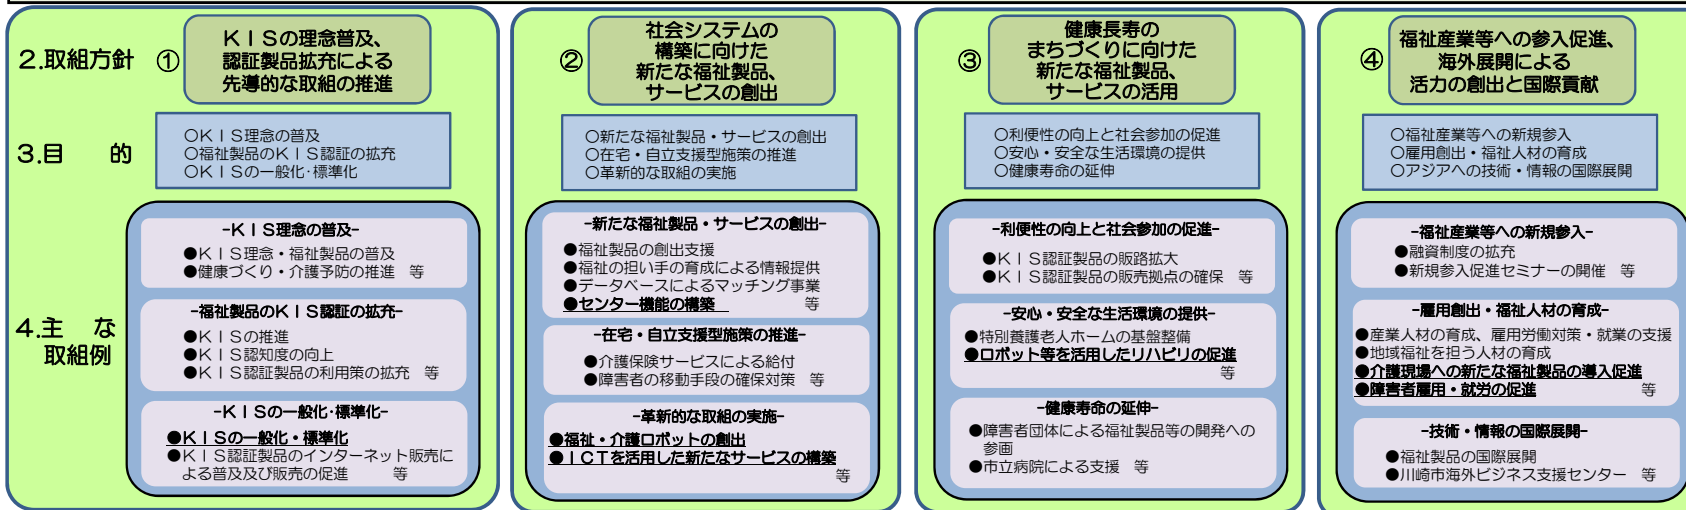 2.取組方針
①
KISの理念普及、
認証製品拡充による
先導的な取組の推進
3.目　的
○KIS理念の普及
○福祉製品のKIS認証の拡充
○KISの一般化・標準化
4.主　な
取組例
-KIS理念の普及-
●KIS理念・福祉製品の普及
●健康づくり・介護予防の推進　等
-福祉製品のKIS認証の拡充-
●KISの推進
●KIS認知度の向上
●KIS認証製品の利用策の拡充　等
-KISの一般化・標準化-
●KISの一般化・標準化
●KIS認証製品のインターネット販売に
よる普及及び販売の促進　等
②
社会システムの
構築に向けた
新たな福祉製品、
サービスの創出
○新たな福祉製品・サービスの創出
○在宅・自立支援型施策の推進
○革新的な取組の実施
-新たな福祉製品・サービスの創出-
●福祉製品の創出支援
●福祉の担い手の育成による情報提供
●データベースによるマッチング事業
●センター機能の構築　等
-在宅・自立支援型施策の推進-
●介護保険サービスによる給付
●障害者の移動手段の確保対策　等
-革新的な取組の実施-
●福祉・介護ロボットの創出
●ICTを活用した新たなサービスの構築
等
③
健康長寿の
まちづくりに向けた
新たな福祉製品、
サービスの活用
○利便性の向上と社会参加の促進
○安心・安全な生活環境の提供
○健康寿命の延伸
-利便性の向上と社会参加の促進-
●KIS認証製品の販路拡大
●KIS認証製品の販売拠点の確保　等
-安心・安全な生活環境の提供-
●特別養護老人ホームの基盤整備
●ロボット等を活用したリハビリの促進
等
-健康寿命の延伸-
●障害者団体による福祉製品等の開発への
参画
●市立病院による支援　等
④
福祉産業等への参入促進、
海外展開による
活力の創出と国際貢献
○福祉産業等への新規参入
○雇用創出・福祉人材の育成
○アジアへの技術・情報の国際展開
-福祉産業等への新規参入-
●融資制度の拡充
●新規参入促進セミナーの開催　等
-雇用創出・福祉人材の育成-
●産業人材の育成、雇用労働対策・就業の支援
●地域福祉を担う人材の育成
●介護現場への新たな福祉製品の導入促進
●障害者雇用・就労の促進　等
-技術・情報の国際展開-
●福祉製品の国際展開
●川崎市海外ビジネス支援センター　等